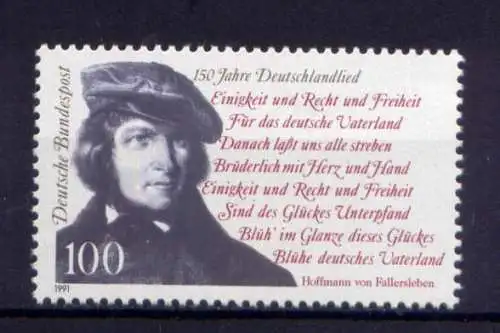 150 Jahre Deutschlandlied
Einigkeit und Recht und Freiheit
Für das deutsche Vaterland
Danach laßt uns alle streben
Brüderlich mit Herz und Hand
Einigkeit und Recht und Freiheit
Sind des Glückes Unterpfand
Blüh' im Glanze dieses Glückes
Blühe deutsches Vaterland
Hoffmann von Fallersleben
Deutsche Bundespost
100
1991